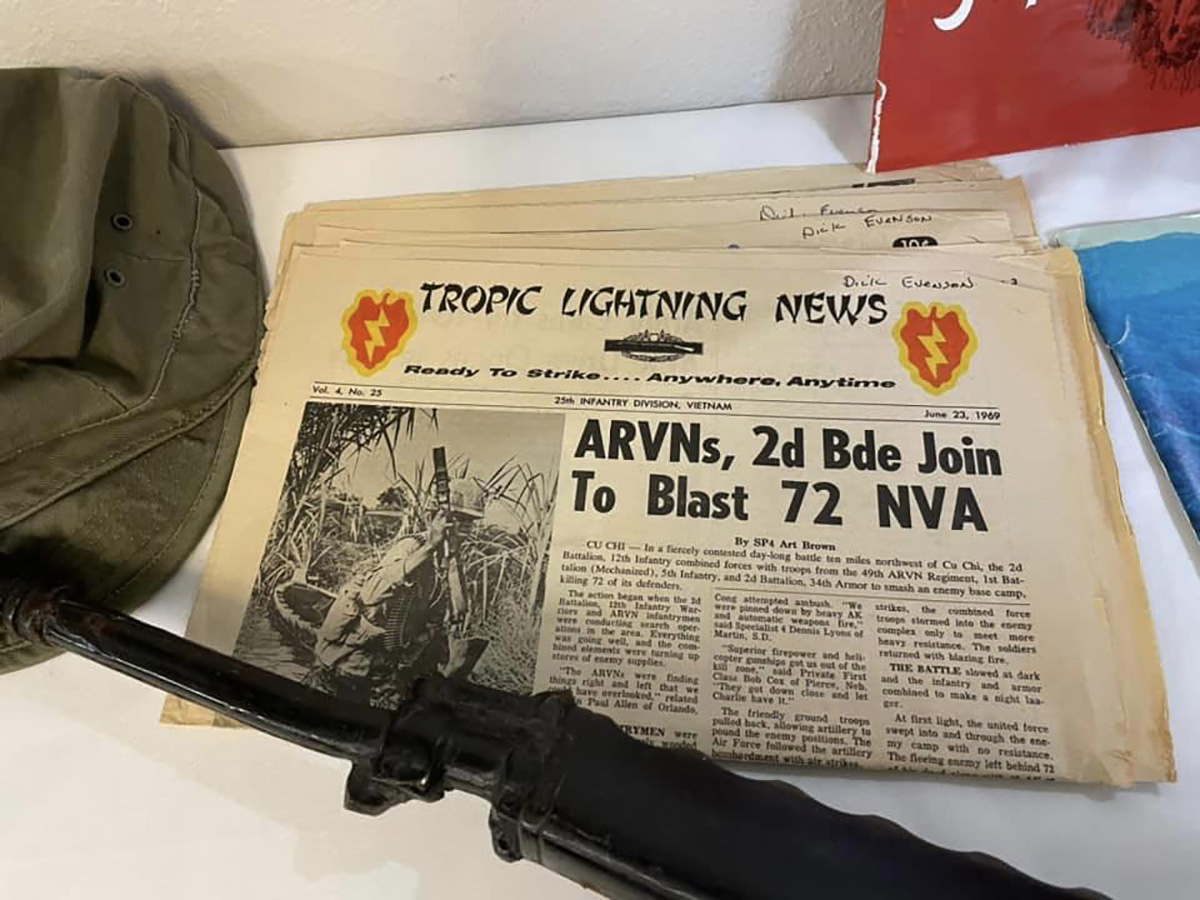 Dick Evenson
DICK EVENSON
10¢
DICK EVENSON
TROPIC LIGHTNING NEWS
Ready To Strike.... Anywhere, Anytime
Vol. 4, No. 25
25th INFANTRY DIVISION, VIETNAM
June 23, 1969
ARVNs, 2d Bde Join
To Blast 72 NVA
By SP4 Art Brown
CU CHI — In a fiercely contested day-long battle ten miles northwest of Cu Chi, the 2d
Battalion, 12th Infantry combined forces with troops from the 49th ARVN Regiment, 1st Bat-
talion (Mechanized), 5th Infantry, and 2d Battalion, 34th Armor to smash an enemy base camp,
killing 72 of its defenders.
The action began when the 2d
Battalion, 12th Infantry War-
riors and ARVN infantrymen
were conducting search oper-
ations in the area. Everything
was going well, and the com-
bined elements were turning up
stores of enemy supplies.
"The ARVNs were finding
things right and left that we
have overlooked," related
Paul Allen of Orlando,
TRYMEN were
wooded
Cong attempted ambush. "We
were pinned down by heavy AK
and automatic weapons fire,"
said Specialist 4 Dennis Lyons of
Martin, S.D.
"Superior firepower and heli-
copter gunships got us out of the
kill zone," said Private First
Class Bob Cox of Pierce, Neb.
"They got down close and let
Charlie have it."
The friendly ground troops
pulled back, allowing artillery to
pound the enemy positions. The
Air Force followed the artillery
bombardment with air strikes.
strikes, the combined force
troops stormed into the enemy
complex only to meet more
heavy resistance. The soldiers
returned with blazing fire.
THE BATTLE slowed at dark
and the infantry and armor
combined to make a night laa-
ger.
At first light, the united force
swept into and through the ene-
my camp with no resistance.
The fleeing enemy left behind 72